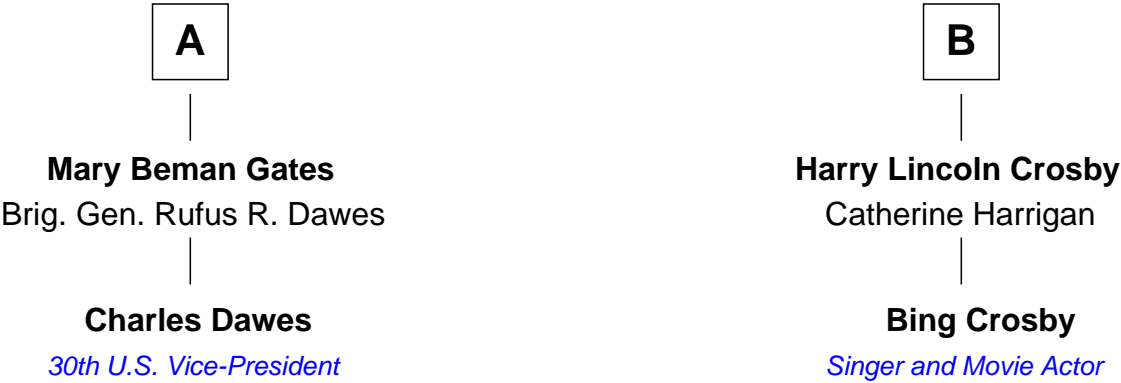 A
B
Mary Beman Gates
Brig. Gen. Rufus R. Dawes
Harry Lincoln Crosby
Catherine Harrigan
Charles Dawes
30th U.S. Vice-President
Bing Crosby
Singer and Movie Actor